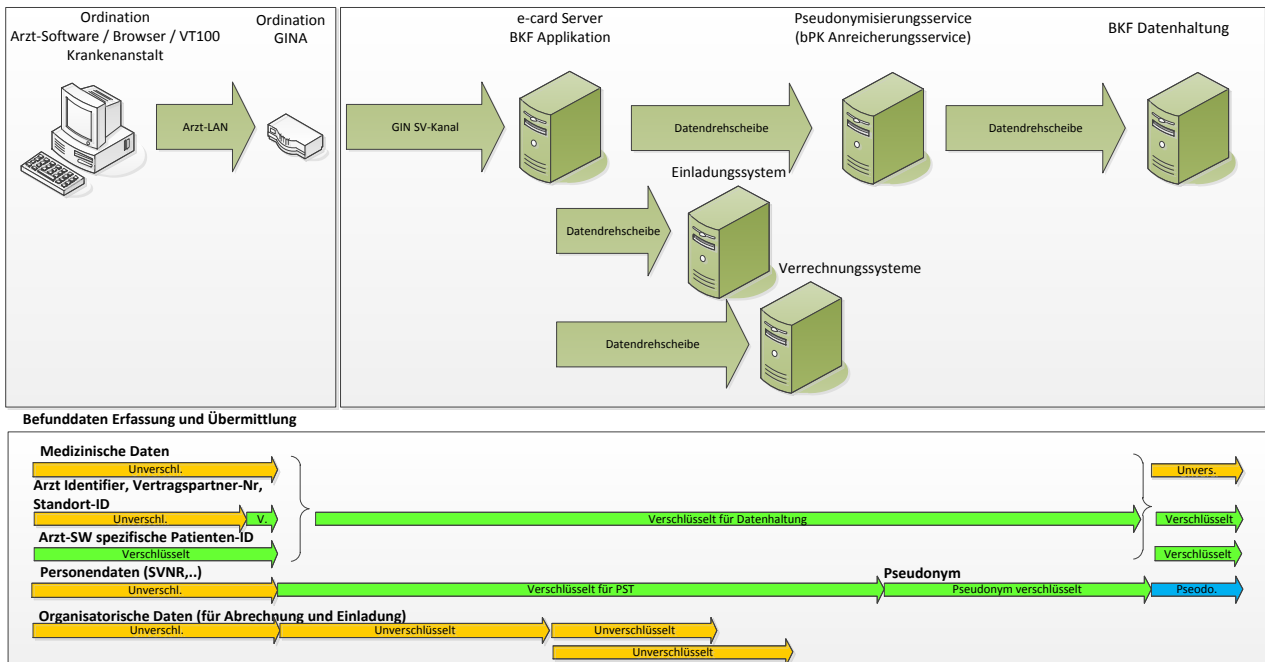 Ordination
Arzt-Software / Browser / VT100
Krankenanstalt
Ordination
GINA
e-card Server
BKF Applikation
Pseudonymisierungsservice
(bPK Anreicherungsservice)
BKF Datenhaltung
Arzt-LAN
GIN SV-Kanal
Datendrehscheibe
Datendrehscheibe
Einladungssystem
Datendrehscheibe
Verrechnungssysteme
Datendrehscheibe
Befunddaten Erfassung und Übermittlung
Medizinische Daten
Unverschl.
Unvers.
Arzt Identifier, Vertragspartner-Nr,
Standort-ID
Unverschl.
V.
Verschlüsselt für Datenhaltung
Verschlüsselt
Arzt-SW spezifische Patienten-ID
Verschlüsselt
Verschlüsselt
Personendaten (SVNR,..)
Pseudonym
Unverschl.
Verschlüsselt für PST
Pseudonym verschlüsselt
Pseodo.
Organisatorische Daten (für Abrechnung und Einladung)
Unverschl.
Unverschlüsselt
Unverschlüsselt
Unverschlüsselt